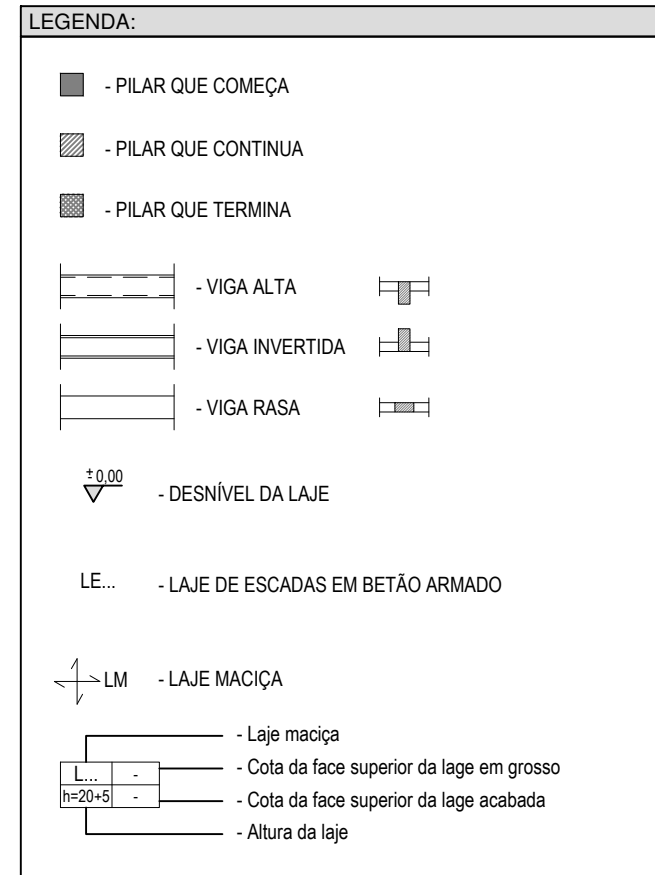 LEGENDA:
- PILAR QUE COMEÇA
- PILAR QUE CONTINUA
- PILAR QUE TERMINA
- VIGA ALTA
- VIGA INVERTIDA
- VIGA RASA
±0,00
- DESNÍVEL DA LAJE
LE... - LAJE DE ESCADAS EM BETÃO ARMADO
LM - LAJE MACIÇA
- Laje maciça
L... - - Cota da face superior da lage em grosso
h=20+5 - - Cota da face superior da lage acabada
- Altura da laje